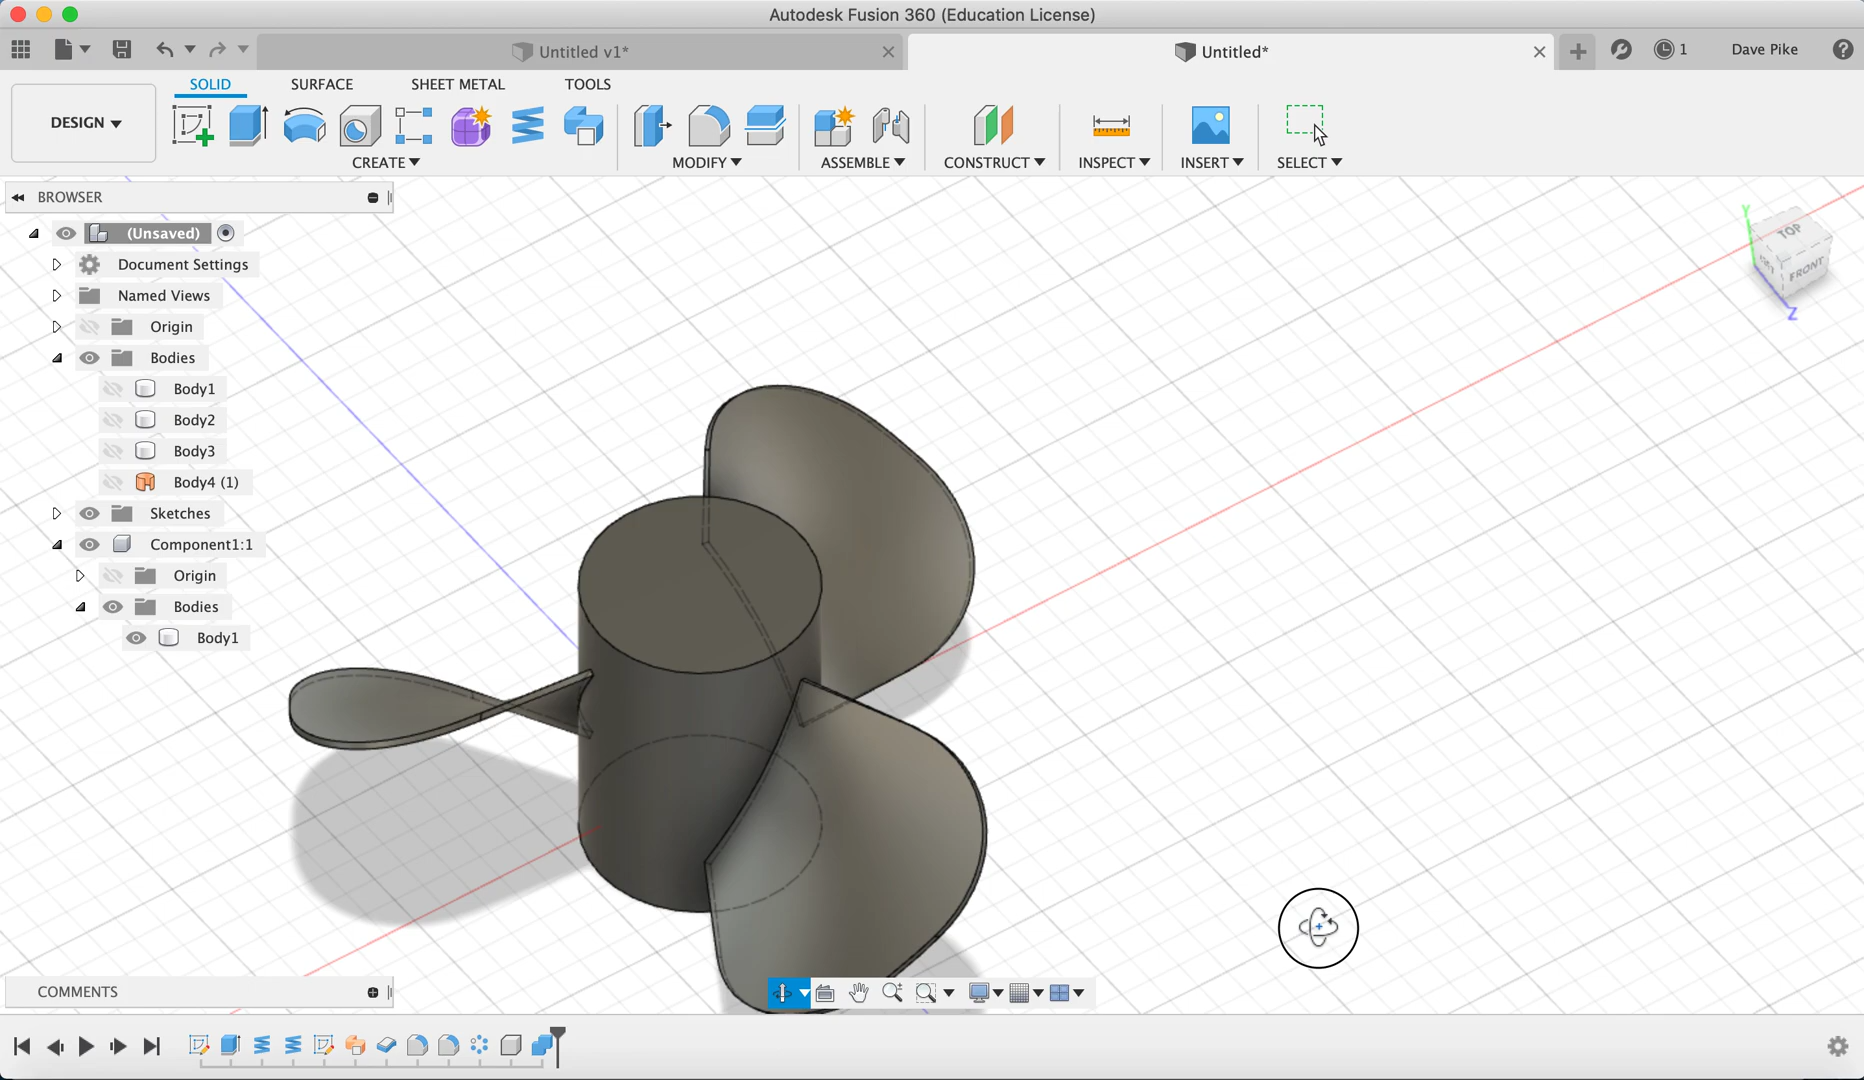 Autodesk Fusion 360 (Education License)
Untitled v1*
Untitled*
1
Dave Pike
SOLID
SURFACE
SHEET METAL
TOOLS
DESIGN
CREATE
MODIFY
ASSEMBLE
CONSTRUCT
INSPECT
INSERT
SELECT
BROWSER
(Unsaved)
Document Settings
Named Views
Origin
Bodies
Body1
Body2
Body3
Body4 (1)
Sketches
Component1:1
Origin
Bodies
Body1
Y
TOP
FRONT
Z
COMMENTS